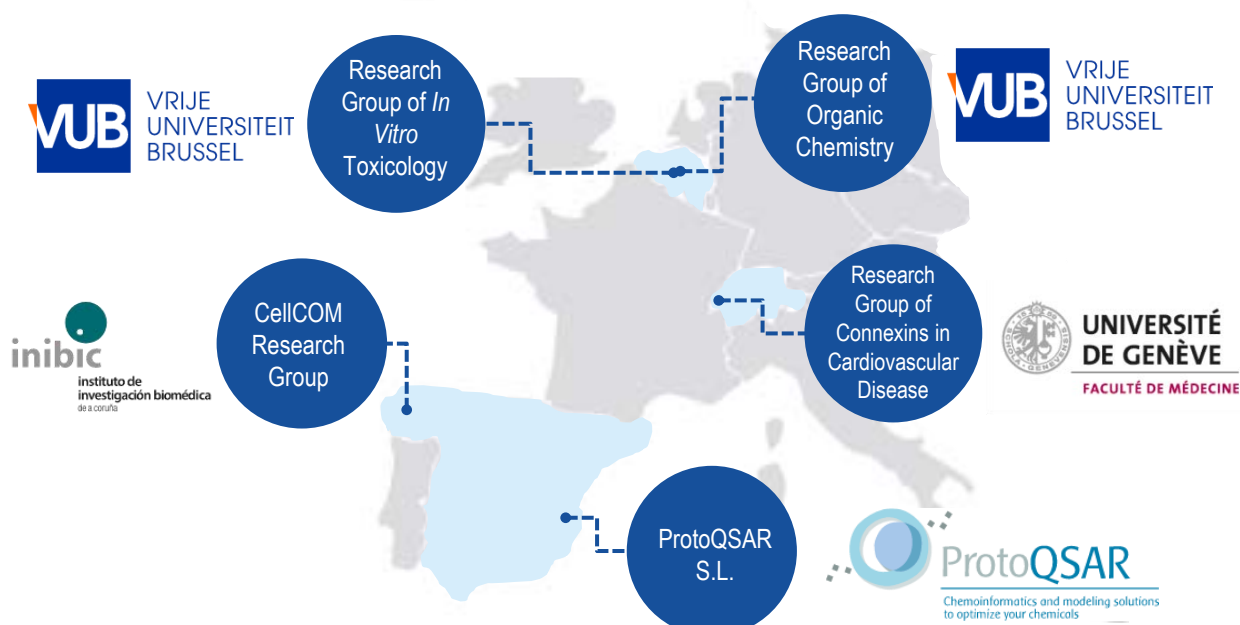 VUB
VRIJE
UNIVERSITEIT
BRUSSEL
Research
Group of In
Vitro
Toxicology
Research
Group of
Organic
Chemistry
VUB
VRIJE
UNIVERSITEIT
BRUSSEL
inibic
instituto de
investigación biomédica
de a coruña
CellCOM
Research
Group
Research
Group of
Connexins in
Cardiovascular
Disease
UNIVERSITÉ
DE GENÈVE
FACULTÉ DE MÉDECINE
ProtoQSAR
S.L.
ProtoQSAR
Chemoinformatics and modeling solutions
to optimize your chemicals